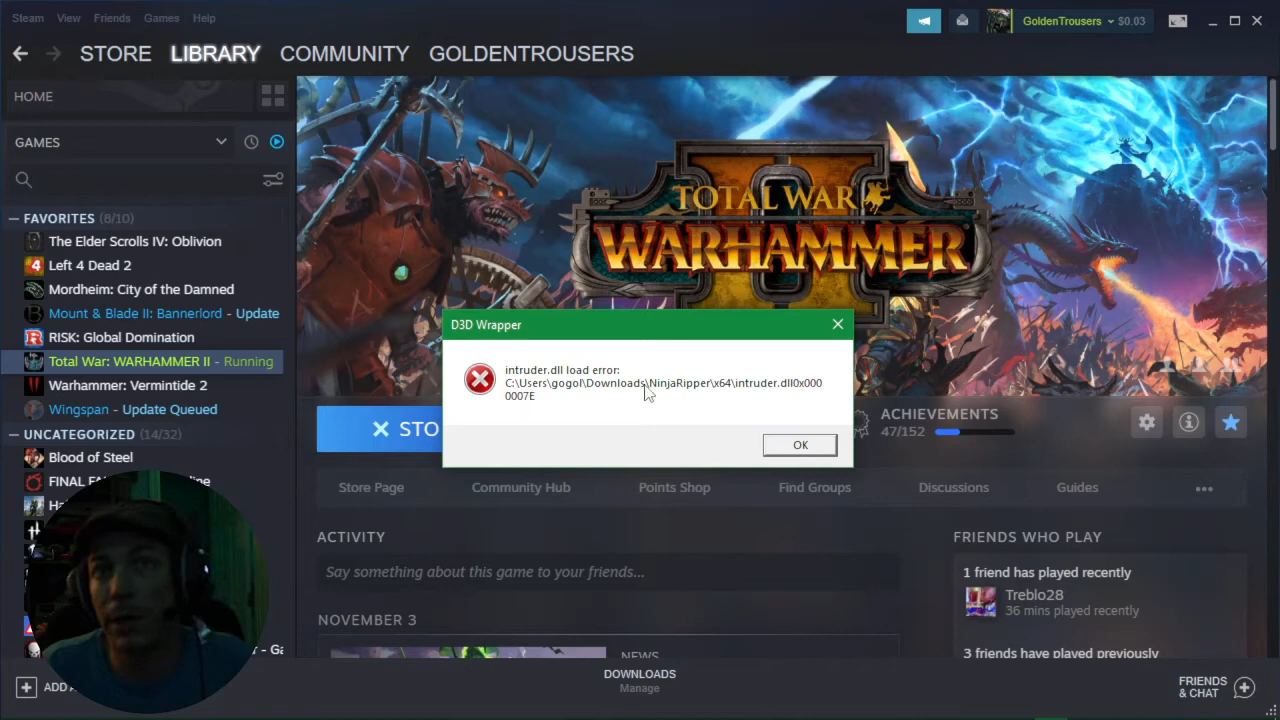 Steam View Friends Games Help
GoldenTrousers $0.03
STORE LIBRARY COMMUNITY GOLDENTROUSERS
HOME
GAMES
FAVORITES (8/10)
The Elder Scrolls IV: Oblivion
Left 4 Dead 2
Mordheim: City of the Damned
Mount & Blade II: Bannerlord - Update
RISK: Global Domination
Total War: WARHAMMER II - Running
Warhammer: Vermintide 2
Wingspan - Update Queued
UNCATEGORIZED (14/32)
Blood of Steel
FINAL
TOTAL WAR
WARHAMMER
II
D3D Wrapper
intruder.dll load error:
C:\Users\gogol\Downloads\NinjaRipper\x64\intruder.dll0x000
0007E
OK
STO
ACHIEVEMENTS
47/152
Store Page Community Hub Points Shop Find Groups Discussions Guides
ACTIVITY
Say something about this game to your friends...
NOVEMBER 3
NEWS
FRIENDS WHO PLAY
1 friend has played recently
Treblo28
36 mins played recently
3 friends have played previously
ADD
DOWNLOADS
Manage
FRIENDS
& CHAT